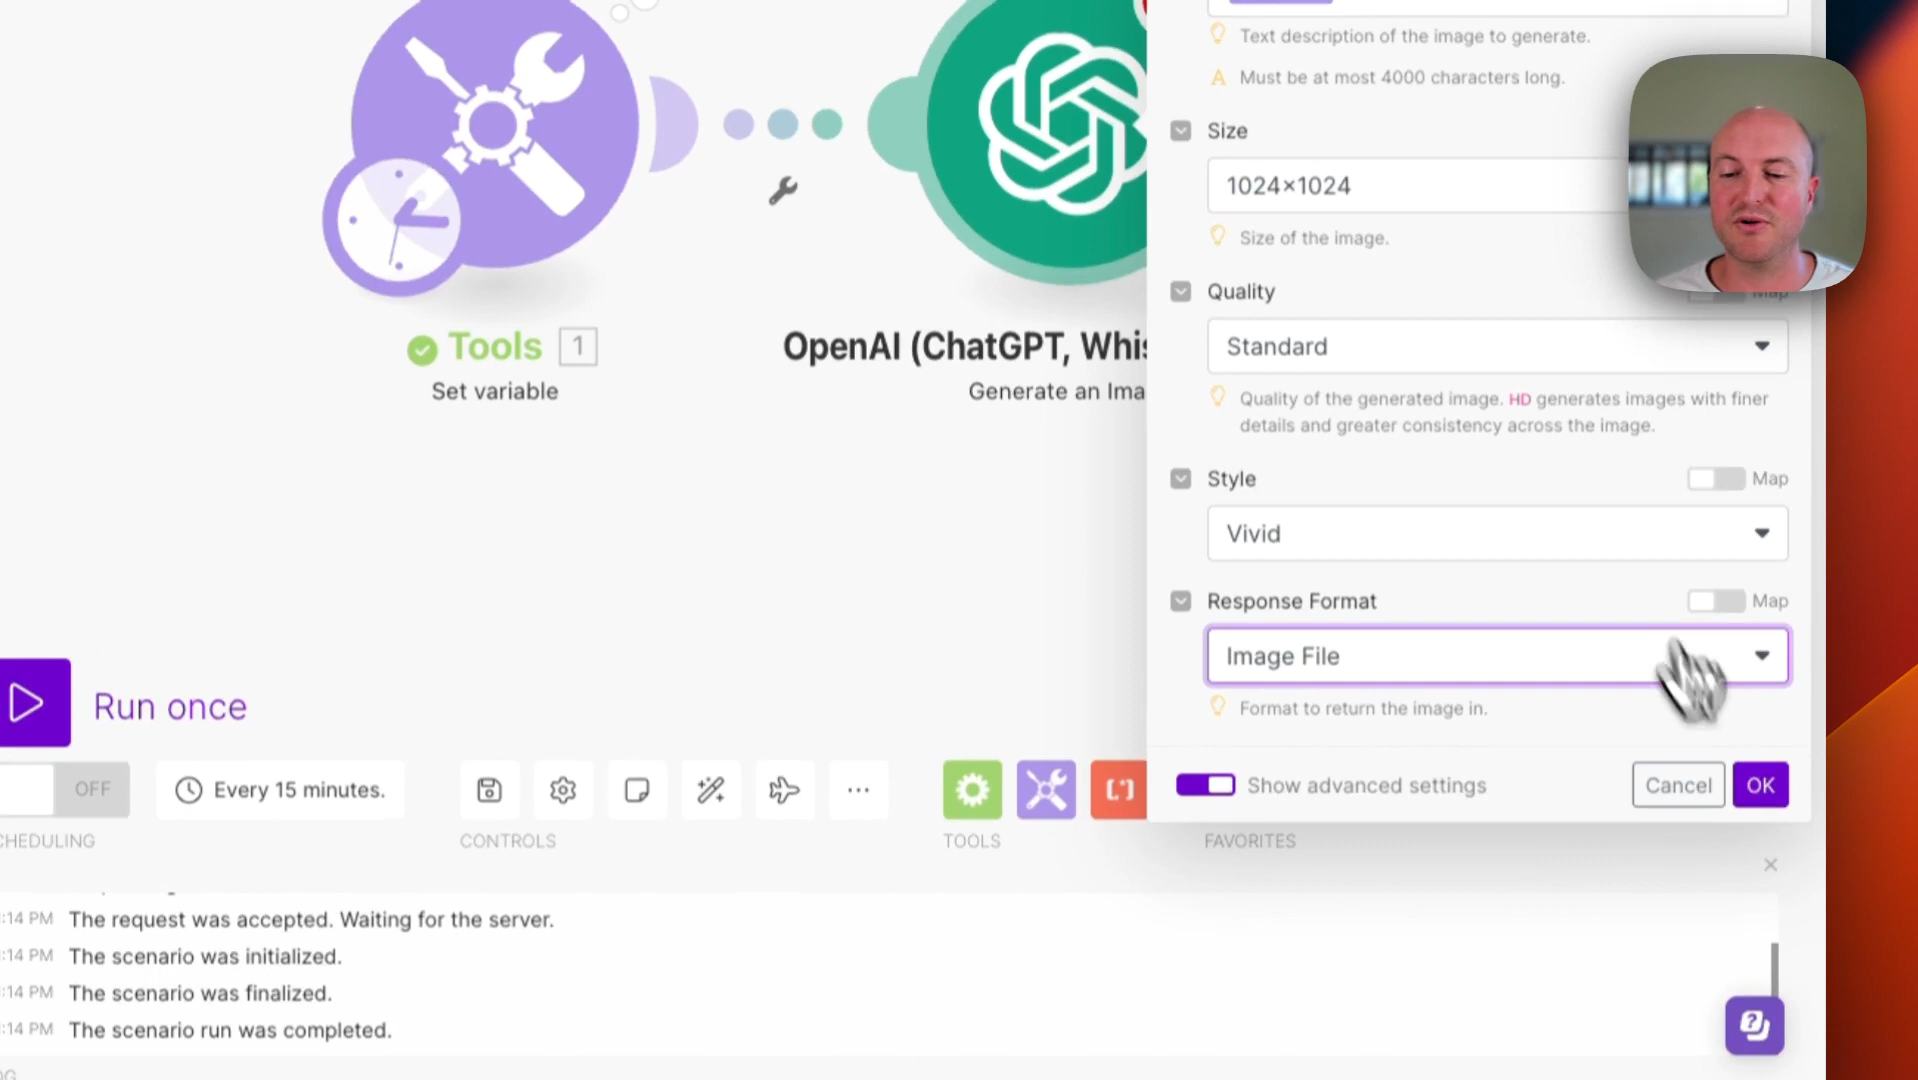 Text description of the image to generate.
A Must be at most 4000 characters long.
Size
1024×1024
Size of the image.
Quality
Map
Standard
Quality of the generated image. HD generates images with finer
details and greater consistency across the image.
Style
Map
Vivid
Response Format
Map
Image File
Format to return the image in.
Show advanced settings
Cancel
OK
Tools 1
Set variable
OpenAI (ChatGPT, Whis
Generate an Ima
Run once
OFF
Every 15 minutes.
[*]
CHEDULING
CONTROLS
TOOLS
FAVORITES
:14 PM The request was accepted. Waiting for the server.
:14 PM The scenario was initialized.
:14 PM The scenario was finalized.
:14 PM The scenario run was completed.